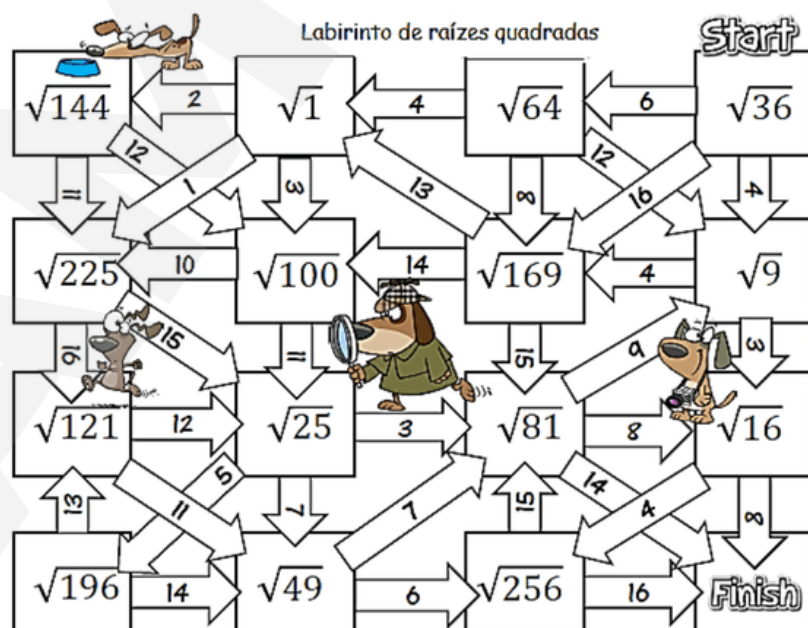 Labirinto de raízes quadradas
Start
√144 2 √1 4 √64 6 √36
12 1 13 12 16
11 3 8 4
√225 10 √100 14 √169 4 √9
16 15 11 15 9 3
√121 12 √25 3 √81 8 √16
13 11 5 7 7 15 14 4 8
√196 14 √49 6 √256 16 Finish